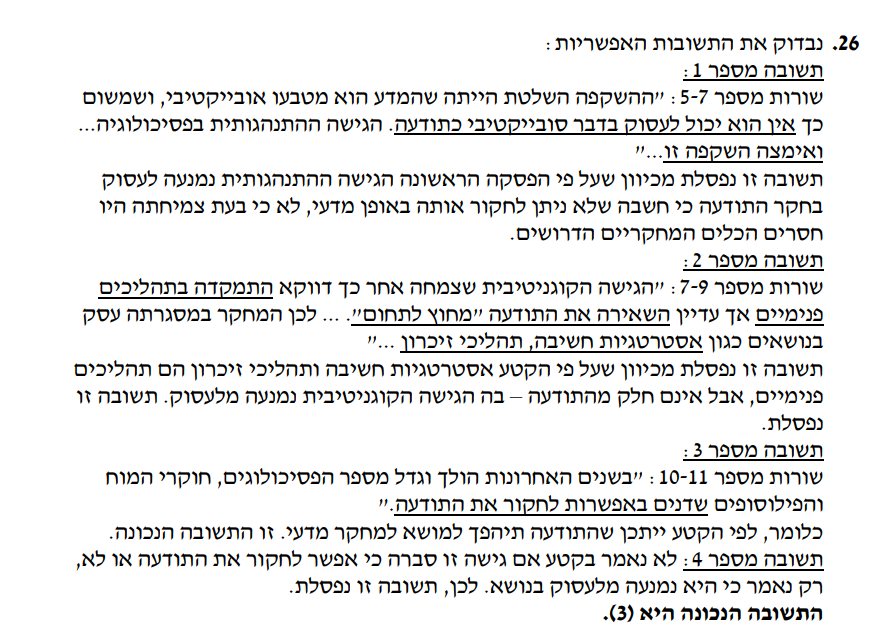 26. נבדוק את התשובות האפשריות:
תשובה מספר 1:
שורות מספר 5-7: "ההשקפה השלטת הייתה שהמדע הוא מטבעו אובייקטיבי, ושמשום
כך אין הוא יכול לעסוק בדבר סובייקטיבי כתודעה. הגישה ההתנהגותית בפסיכולוגיה...
ואימצה השקפה זו..."
תשובה זו נפסלת מכיוון שעל פי הפסקה הראשונה הגישה ההתנהגותית נמנעה לעסוק
בחקר התודעה כי חשבה שלא ניתן לחקור אותה באופן מדעי, לא כי בעת צמיחתה היו
חסרים הכלים המחקריים הדרושים.
תשובה מספר 2:
שורות מספר 7-9: "הגישה הקוגניטיבית שצמחה אחר כך דווקא התמקדה בתהליכים
פנימיים אך עדיין השאירה את התודעה "מחוץ לתחום". ... לכן המחקר במסגרתה עסק
בנושאים כגון אסטרטגיות חשיבה, תהליכי זיכרון ..."
תשובה זו נפסלת מכיוון שעל פי הקטע אסטרטגיות חשיבה ותהליכי זיכרון הם תהליכים
פנימיים, אבל אינם חלק מהתודעה – בה הגישה הקוגניטיבית נמנעה מלעסוק. תשובה זו
נפסלת.
תשובה מספר 3:
שורות מספר 10-11: "בשנים האחרונות הולך וגדל מספר הפסיכולוגים, חוקרי המוח
והפילוסופים שדנים באפשרות לחקור את התודעה."
כלומר, לפי הקטע ייתכן שהתודעה תיהפך למושא למחקר מדעי. זו התשובה הנכונה.
תשובה מספר 4: לא נאמר בקטע אם גישה זו סברה כי אפשר לחקור את התודעה או לא,
רק נאמר כי היא נמנעה מלעסוק בנושא. לכן, תשובה זו נפסלת.
התשובה הנכונה היא (3).